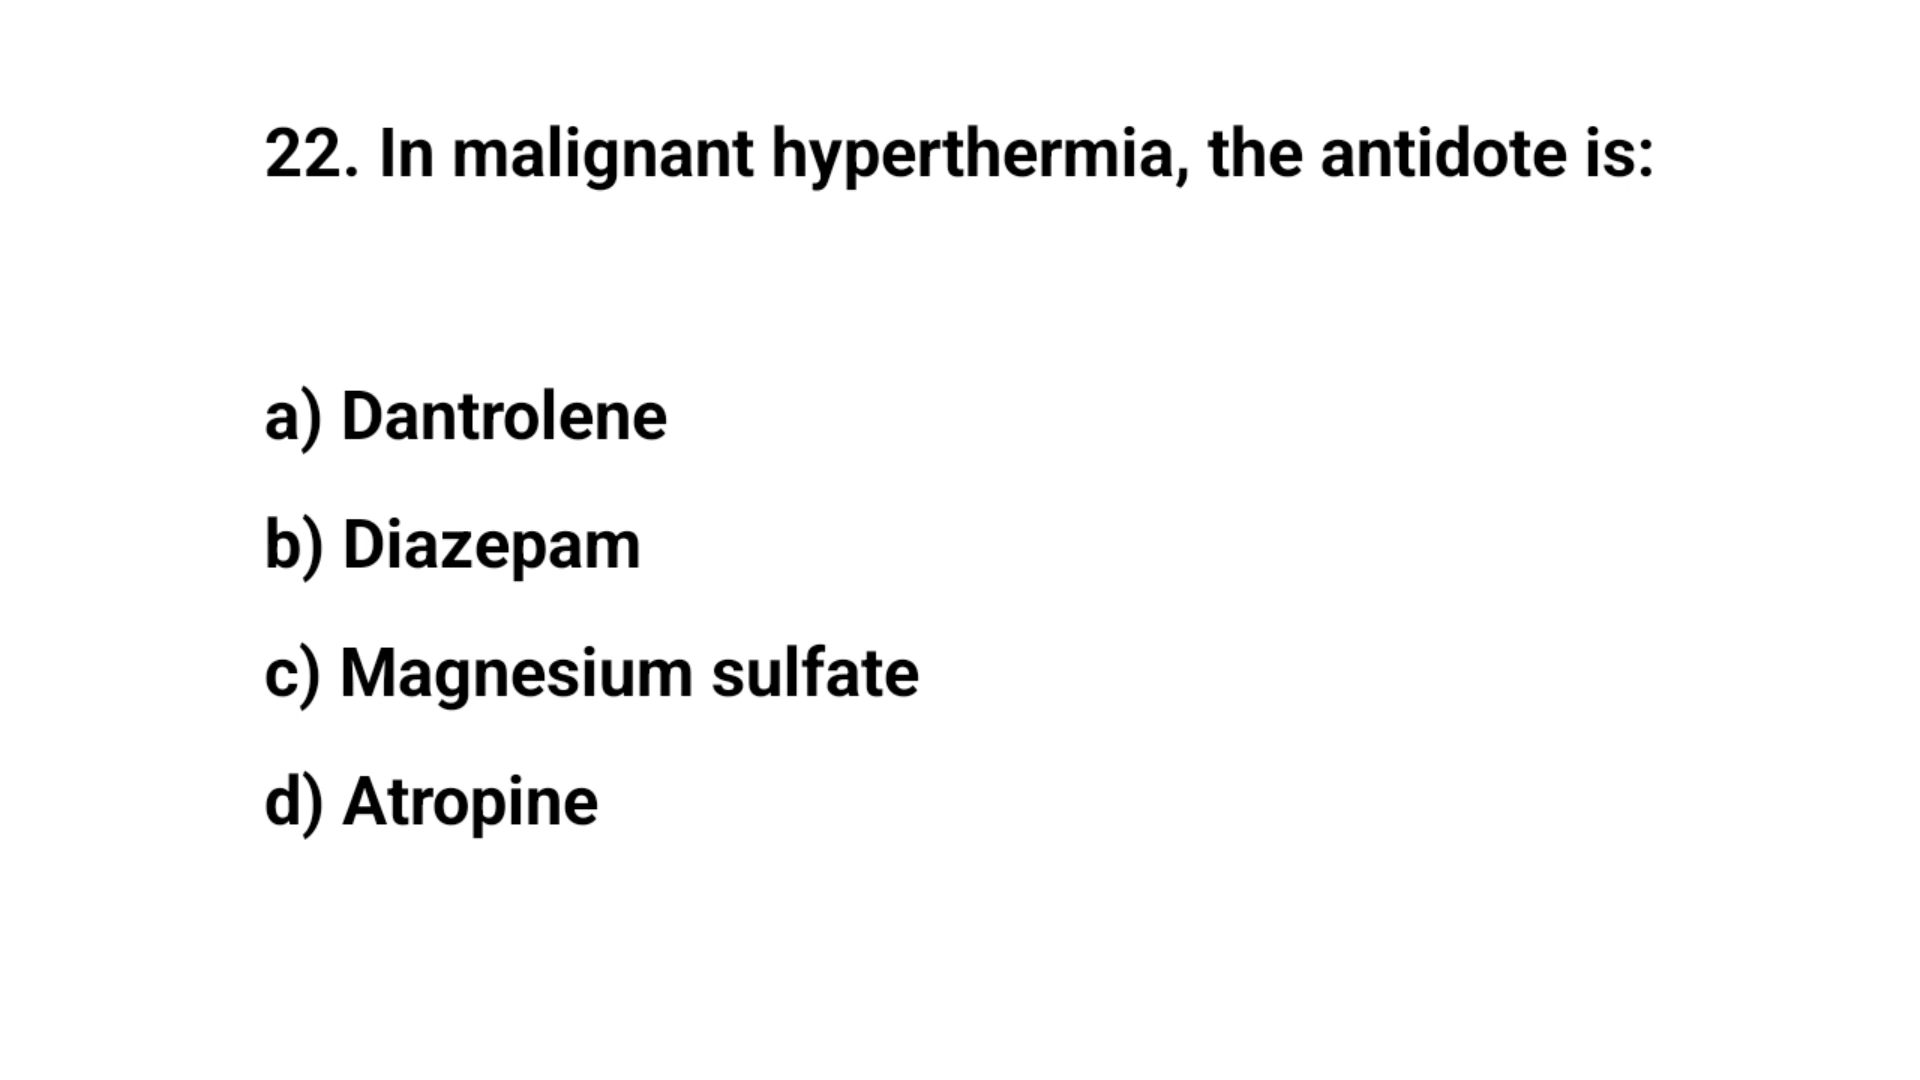 22. In malignant hyperthermia, the antidote is:
a) Dantrolene
b) Diazepam
c) Magnesium sulfate
d) Atropine